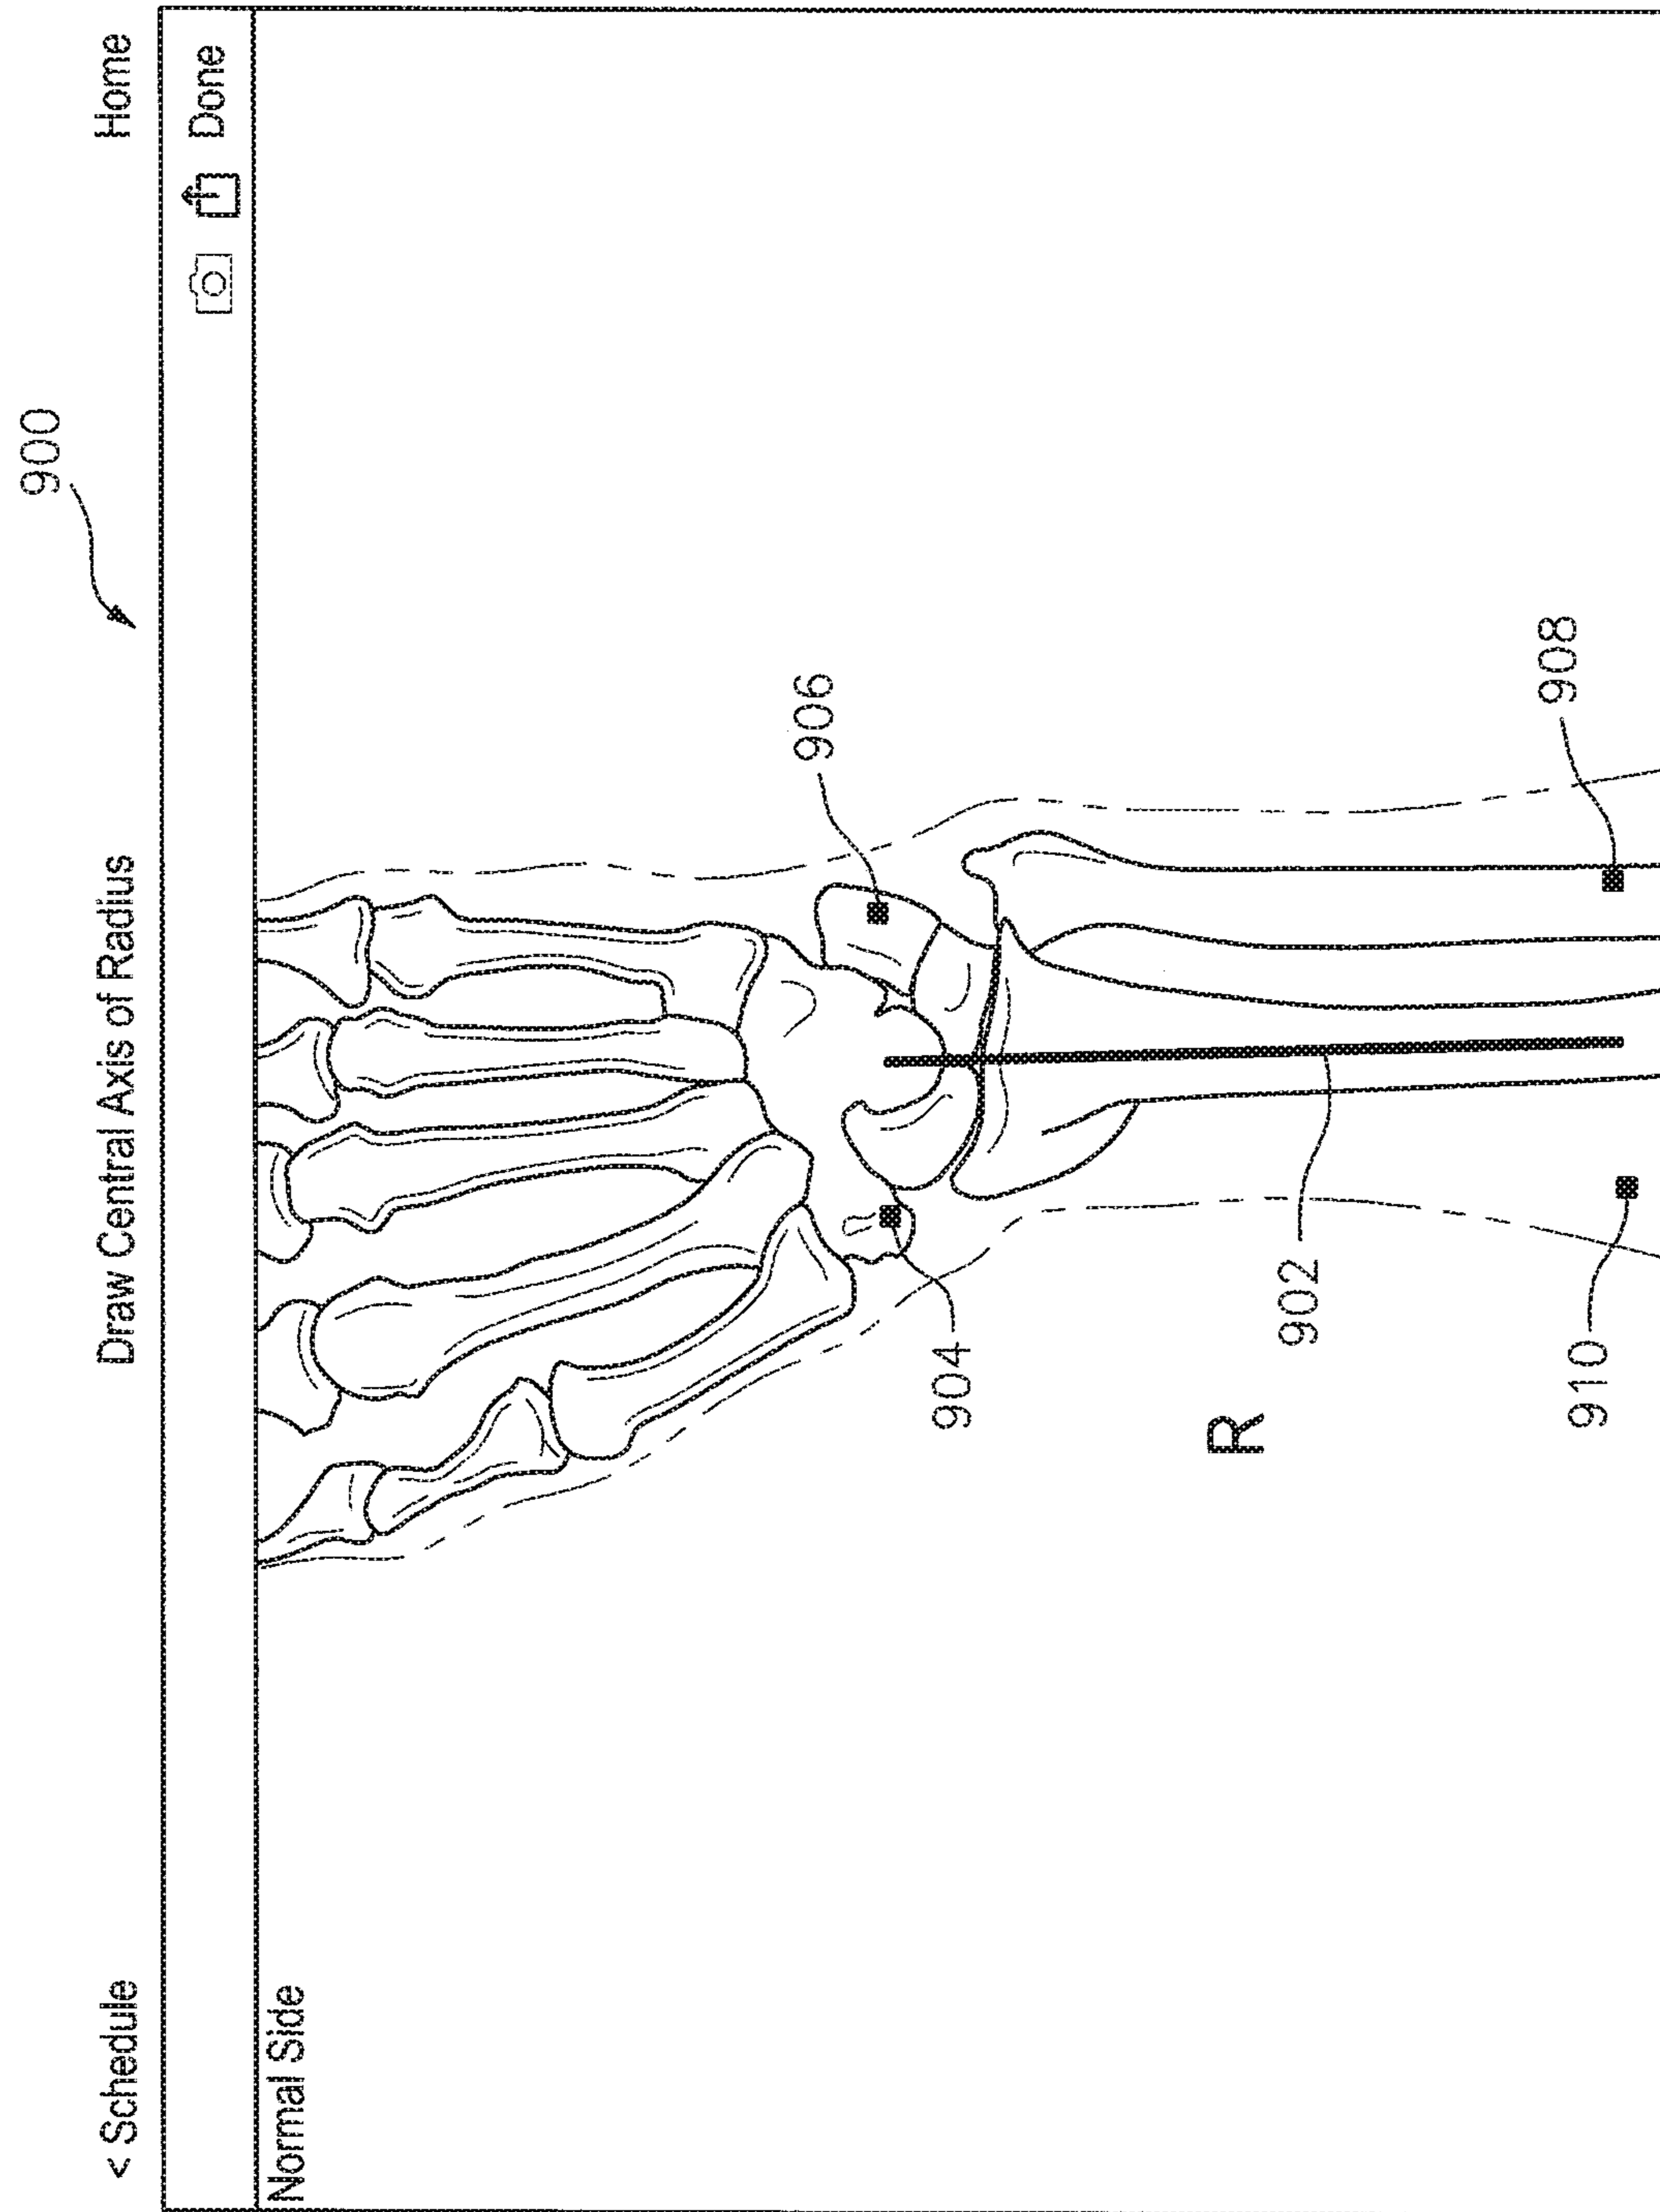 900
< Schedule Draw Central Axis of Radius Home
Done
Normal Side
906
904
R
902
910
908